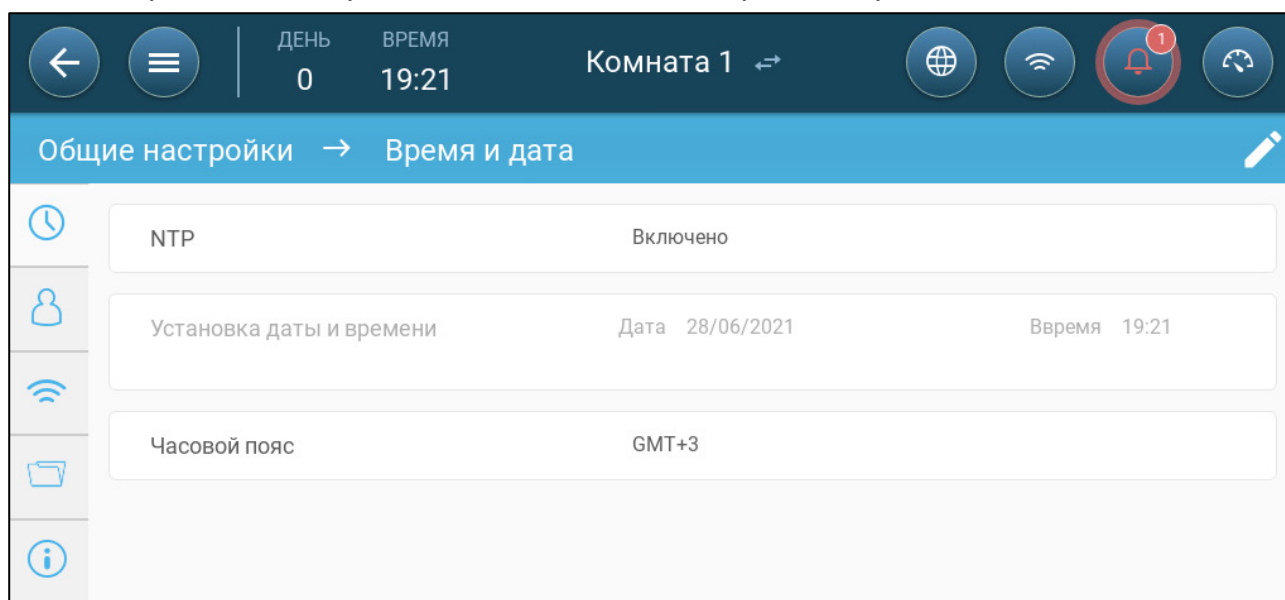 ДЕНЬ ВРЕМЯ
0 19:21 Комната 1 1
Общие настройки → Время и дата
NTP Включено
Установка даты и времени Дата 28/06/2021 Ввремя 19:21
Часовой пояс GMT+3